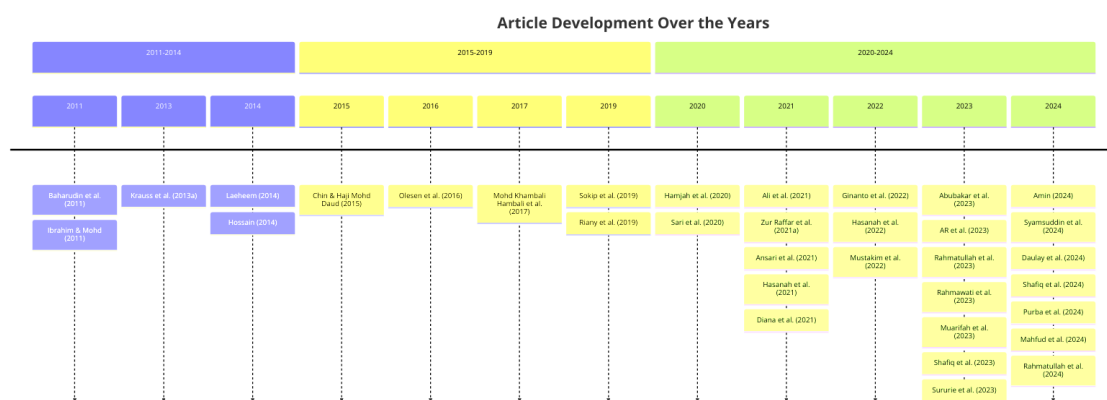 Article Development Over the Years
2011-2014
2015-2019
2020-2024
2011
2013
2014
2015
2016
2017
2019
2020
2021
2022
2023
2024
Baharudin et al.
(2011)
Ibrahim & Mohd
(2011)
Krauss et al. (2013a)
Laeheem (2014)
Hossain (2014)
Chin & Haji Mohd
Daud (2015)
Olesen et al. (2016)
Mohd Khambali
Hambali et al.
(2017)
Sokip et al. (2019)
Riany et al. (2019)
Hamjah et al. (2020)
Sari et al. (2020)
Ali et al. (2021)
Zur Raffar et al.
(2021a)
Ansari et al. (2021)
Hasanah et al.
(2021)
Diana et al. (2021)
Ginanto et al. (2022)
Hasanah et al.
(2022)
Mustakim et al.
(2022)
Abubakar et al.
(2023)
AR et al. (2023)
Rahmatullah et al.
(2023)
Rahmawati et al.
(2023)
Muarifah et al.
(2023)
Shafiq et al. (2023)
Sururie et al. (2023)
Amin (2024)
Syamsuddin et al.
(2024)
Daulay et al. (2024)
Shafiq et al. (2024)
Purba et al. (2024)
Mahfud et al. (2024)
Rahmatullah et al.
(2024)